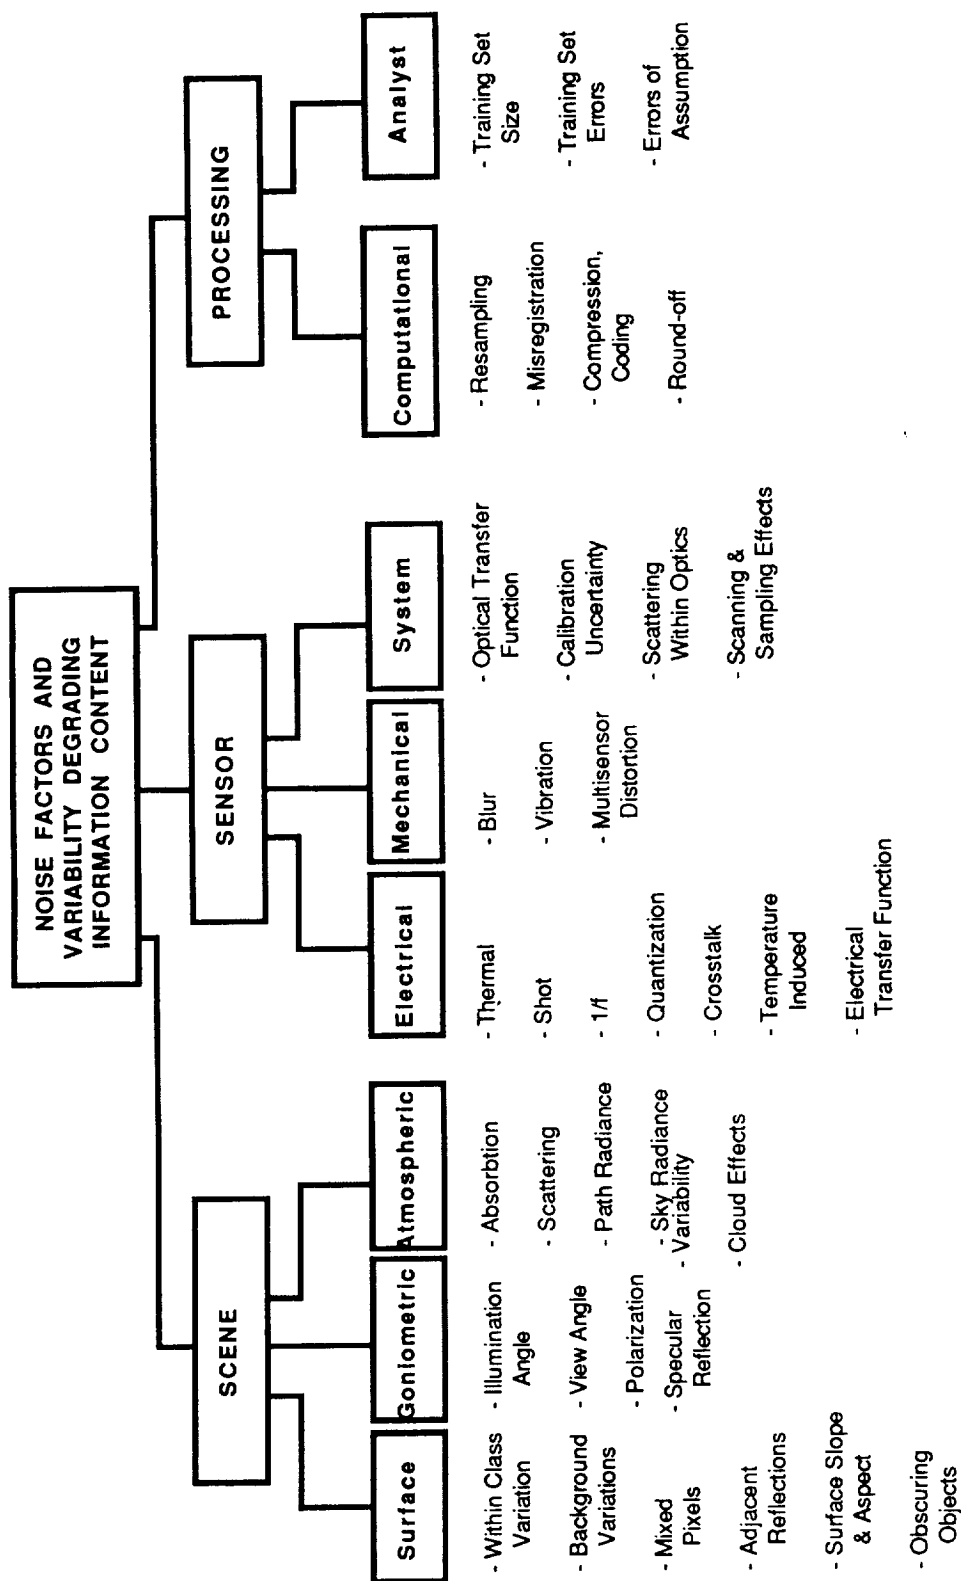 NOISE FACTORS AND
VARIABILITY DEGRADING
INFORMATION CONTENT
SCENE
SENSOR
PROCESSING
Surface
Goniometric
Atmospheric
Electrical
Mechanical
System
Computational
Analyst
- Within Class
Variation
- Background
Variations
- Mixed
Pixels
- Adjacent
Reflections
- Surface Slope
& Aspect
- Obscuring
Objects
- Illumination
Angle
- View Angle
- Polarization
- Specular
Reflection
- Absorbtion
- Scattering
- Path Radiance
- Sky Radiance
Variability
- Cloud Effects
- Thermal
- Shot
- 1/f
- Quantization
- Crosstalk
- Temperature
Induced
- Electrical
Transfer Function
- Blur
- Vibration
- Multisensor
Distortion
- Optical Transfer
Function
- Calibration
Uncertainty
- Scattering
Within Optics
- Scanning &
Sampling Effects
- Resampling
- Misregistration
- Compression,
Coding
- Round-off
- Training Set
Size
- Training Set
Errors
- Errors of
Assumption